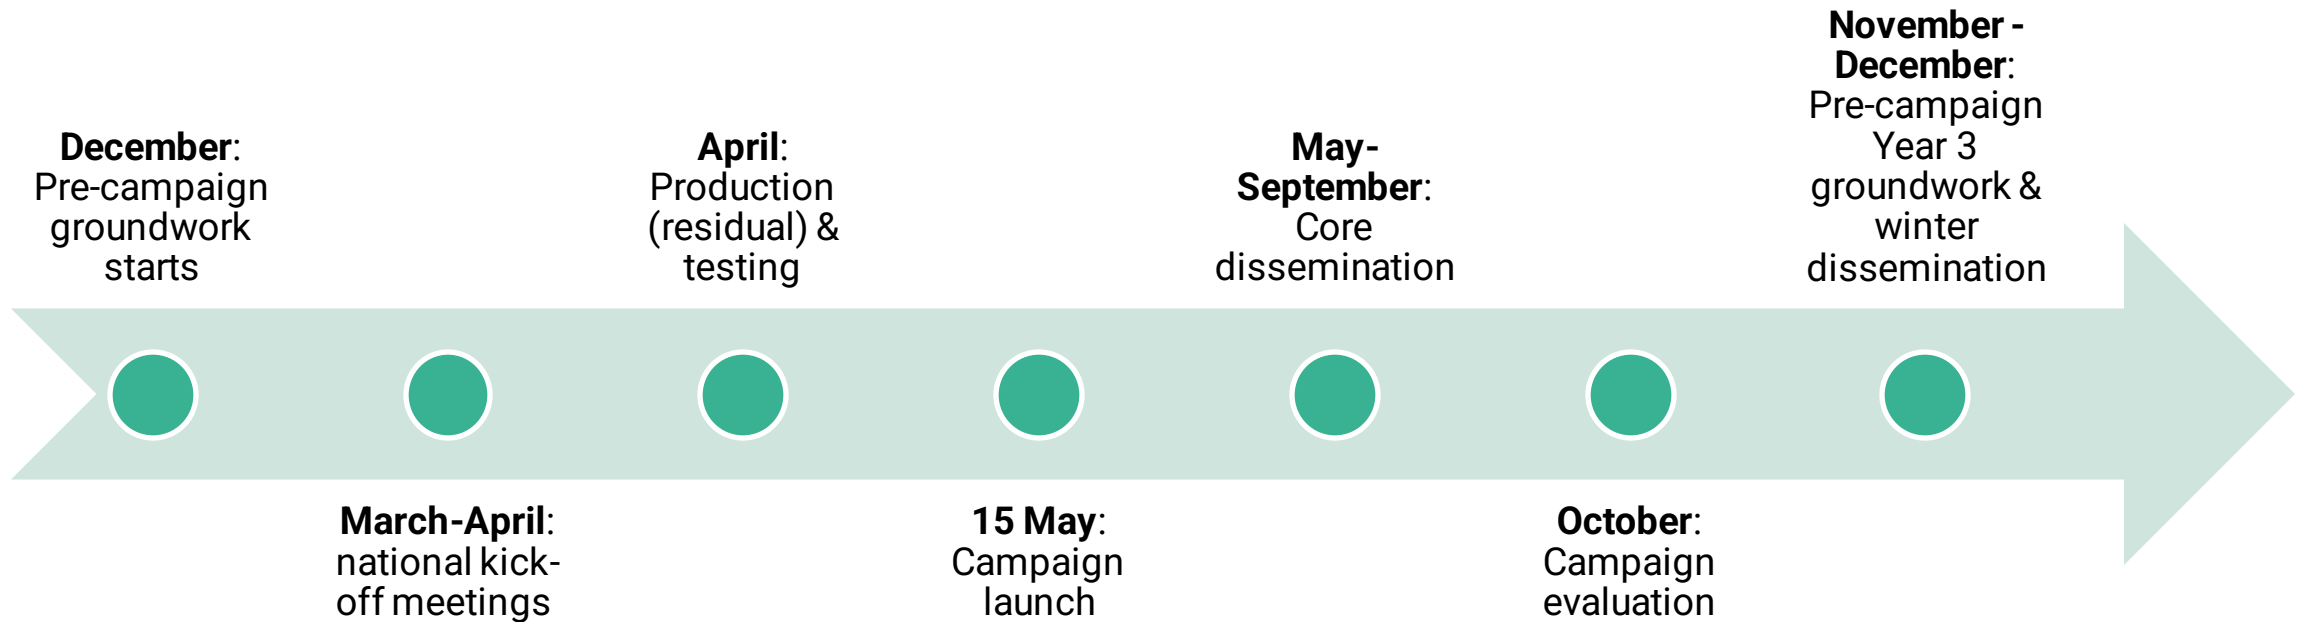 December:
Pre-campaign
groundwork
starts
March-April:
national kick-
off meetings
April:
Production
(residual) &
testing
15 May:
Campaign
launch
May-
September:
Core
dissemination
October:
Campaign
evaluation
November -
December:
Pre-campaign
Year 3
groundwork &
winter
dissemination